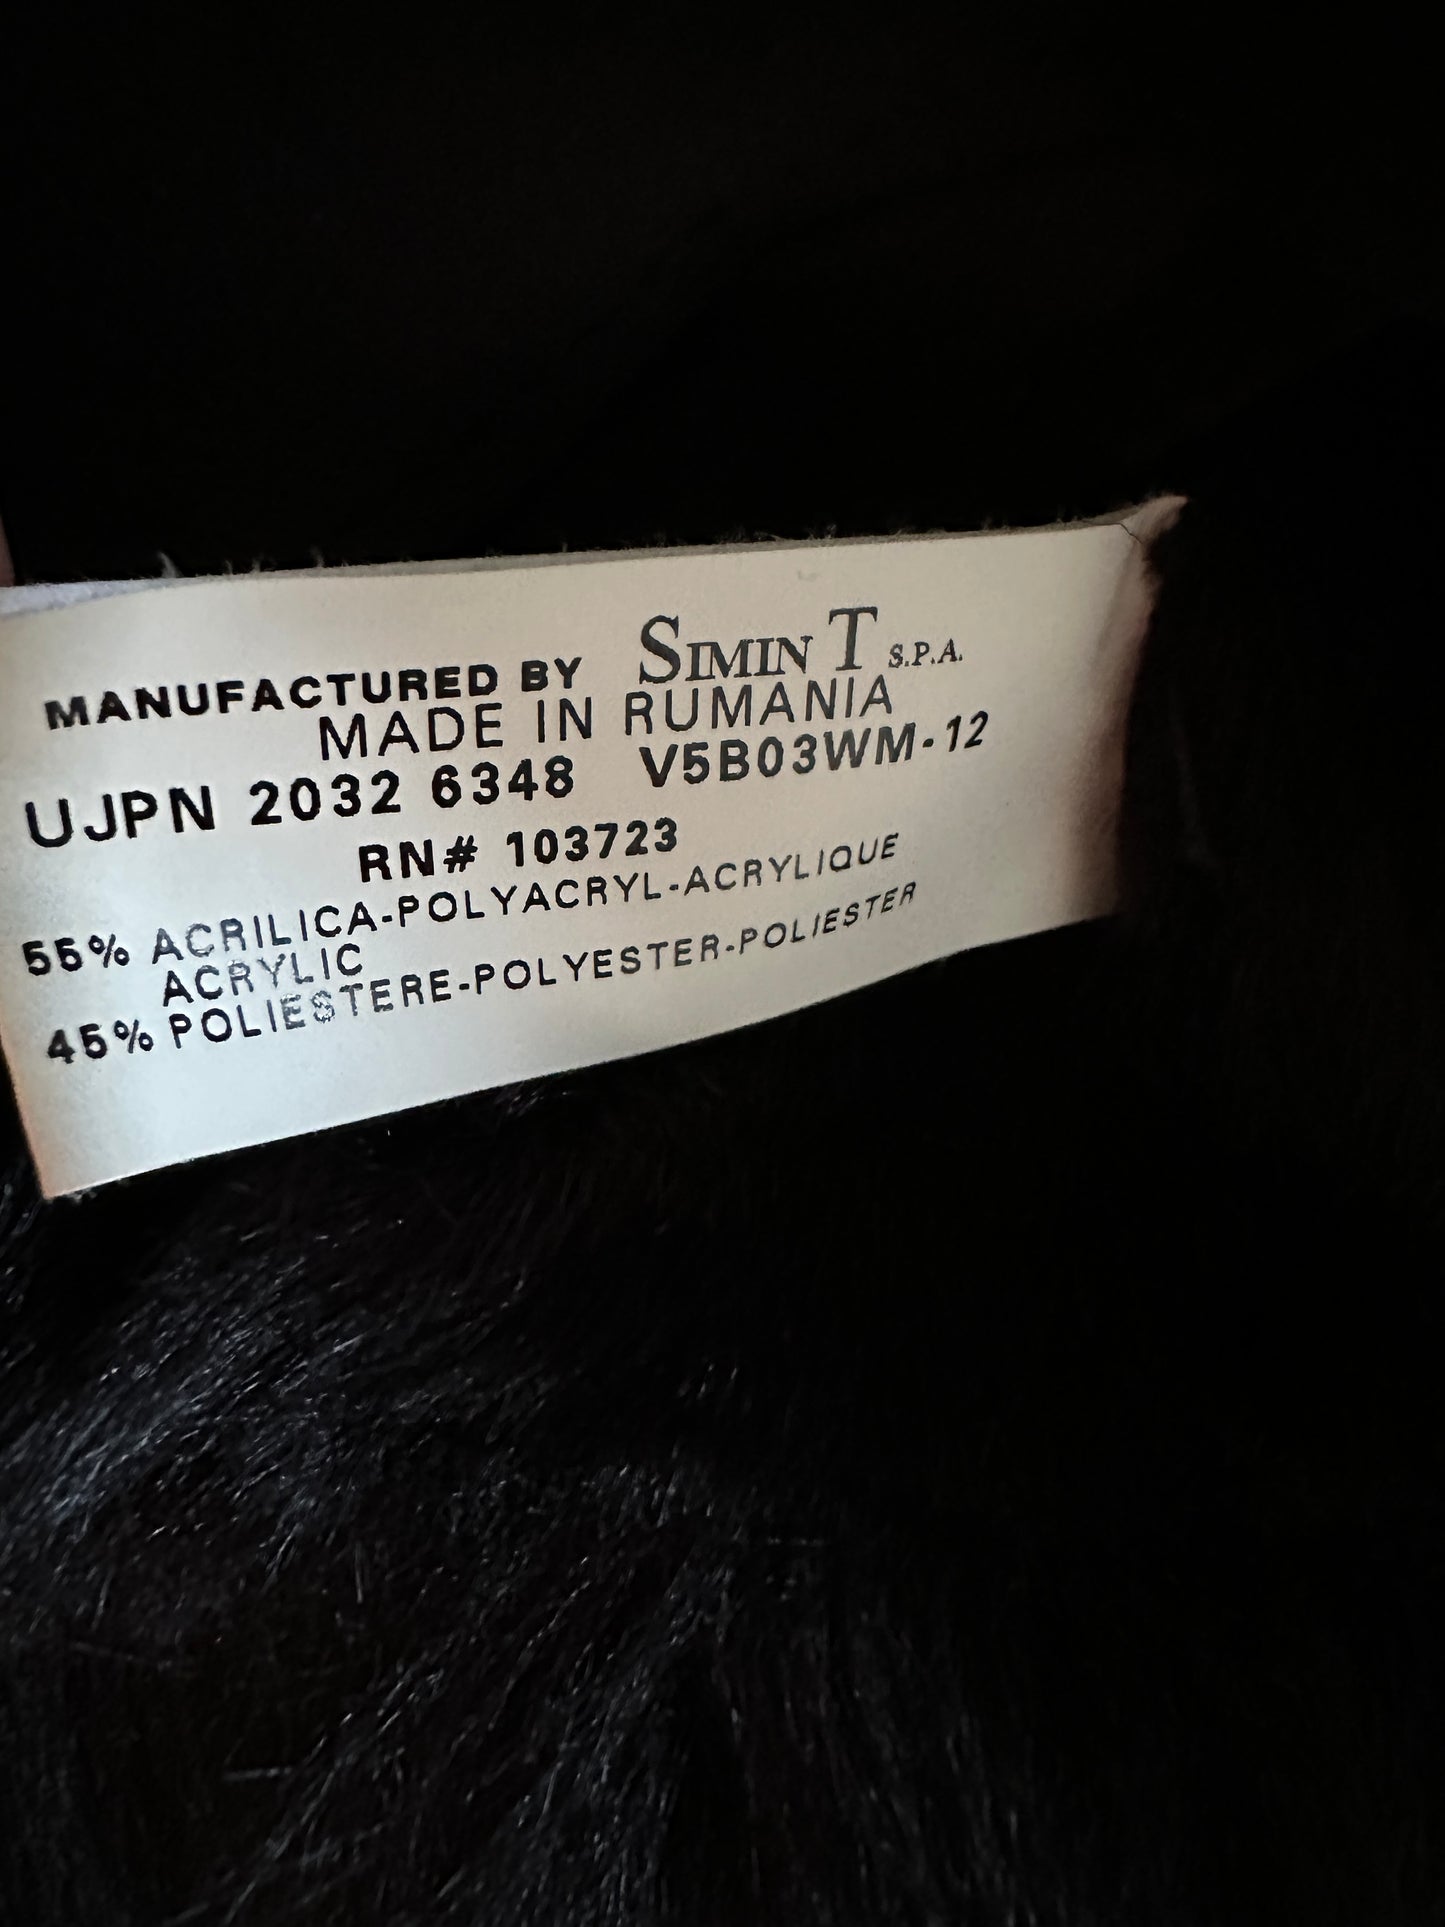 MANUFACTURED BY SIMIN T S.P.A.
MADE IN RUMANIA
UJPN 2032 6348 V5B03WM-12
RN# 103723
55% ACRILICA-POLYACRYL-ACRYLIQUE
ACRYLIC
45% POLIESTERE-POLYESTER-POLIESTER